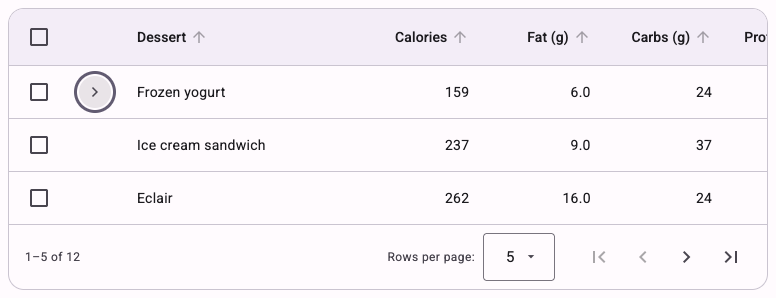 Dessert Calories Fat (g) Carbs (g) Pro
Frozen yogurt 159 6.0 24
Ice cream sandwich 237 9.0 37
Eclair 262 16.0 24
1–5 of 12 Rows per page: 5